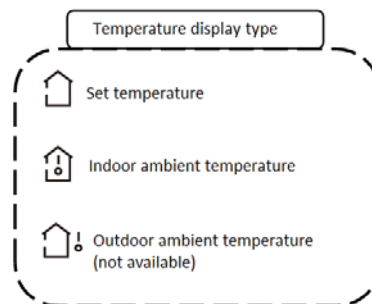 Temperature display type
Set temperature
Indoor ambient temperature
Outdoor ambient temperature
(not available)